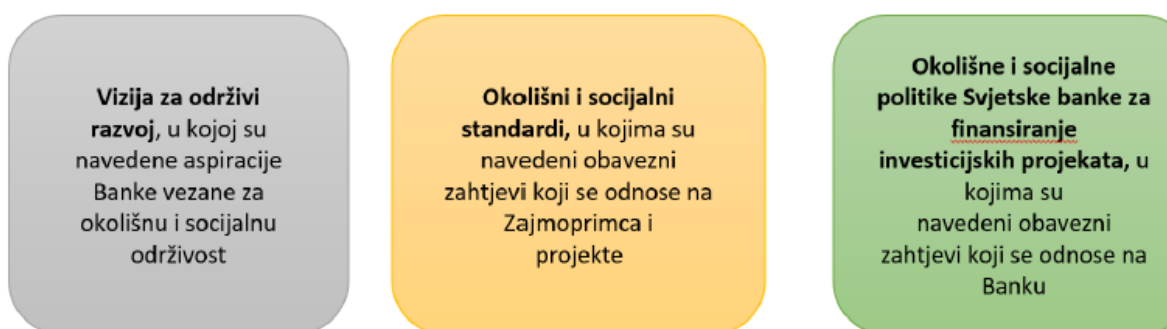 Vizija za održivi
razvoj, u kojoj su
navedene aspiracije
Banke vezane za
okolišnu i socijalnu
održivost
Okolišni i socijalni
standardi, u kojima su
navedeni obavezni
zahtjevi koji se odnose na
Zajmoprimca i
projekte
Okolišne i socijalne
politike Svjetske banke za
finansiranje
investicijskih projekata, u
kojima su
navedeni obavezni
zahtjevi koji se odnose na
Banku